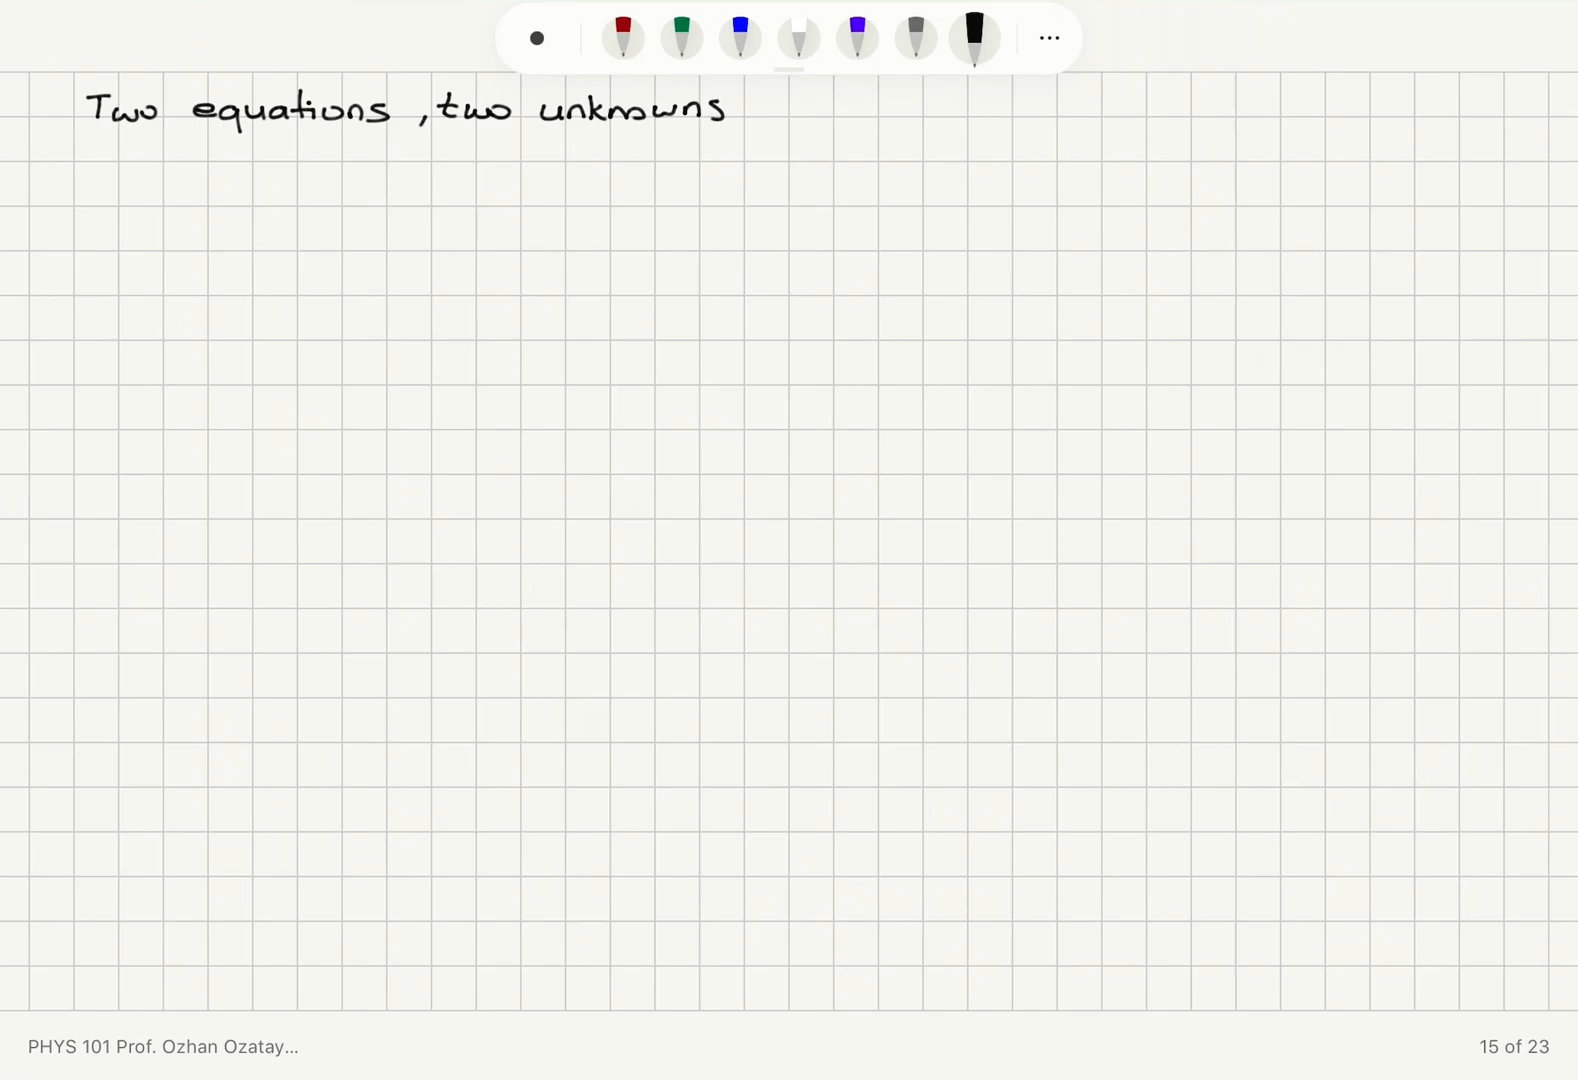 Two equations , two unknowns
PHYS 101 Prof. Ozhan Ozatay...
15 of 23